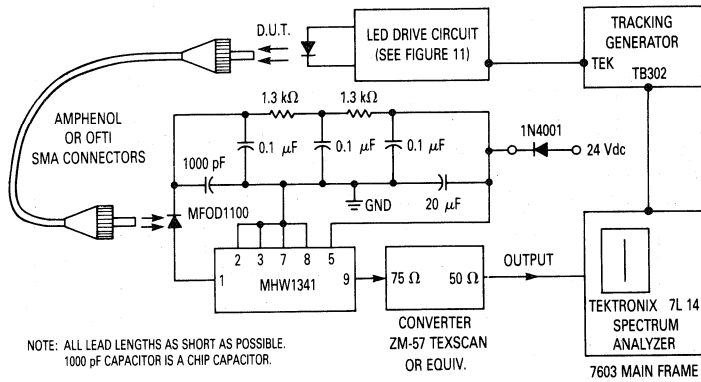 D.U.T.
LED DRIVE CIRCUIT
(SEE FIGURE 11)
TRACKING
GENERATOR
TEK
TB302
AMPHENOL
OR OFTI
SMA CONNECTORS
1.3 kΩ
1.3 kΩ
1N4001
24 Vdc
0.1 μF
0.1 μF
0.1 μF
1000 pF
GND
20 μF
MFOD1100
2 3 7 8 5
1
9
MHW1341
75 Ω
50 Ω
OUTPUT
CONVERTER
ZM-57 TEXSCAN
OR EQUIV.
TEKTRONIX 7L 14
SPECTRUM
ANALYZER
7603 MAIN FRAME
NOTE: ALL LEAD LENGTHS AS SHORT AS POSSIBLE.
1000 pF CAPACITOR IS A CHIP CAPACITOR.